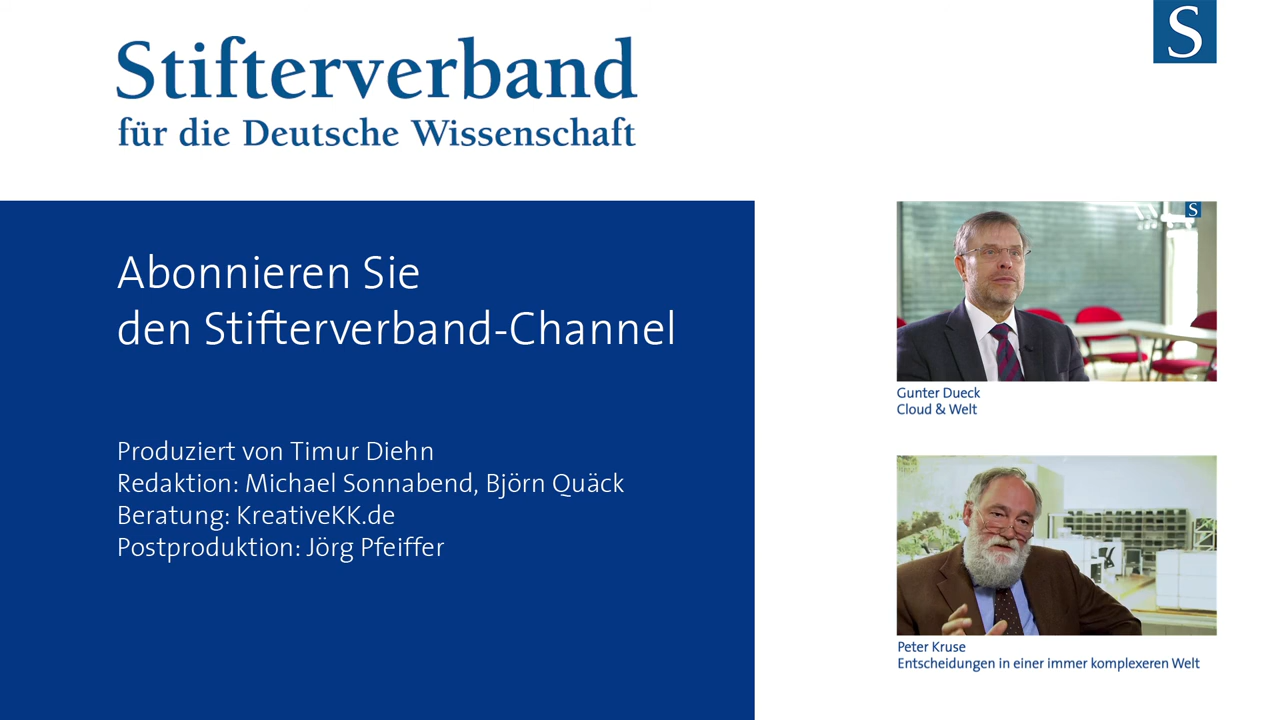 Stifterverband
für die Deutsche Wissenschaft
S
Abonnieren Sie
den Stifterverband-Channel
Produziert von Timur Diehn
Redaktion: Michael Sonnabend, Björn Quäck
Beratung: KreativeKK.de
Postproduktion: Jörg Pfeiffer
S
Gunter Dueck
Cloud & Welt
Peter Kruse
Entscheidungen in einer immer komplexeren Welt